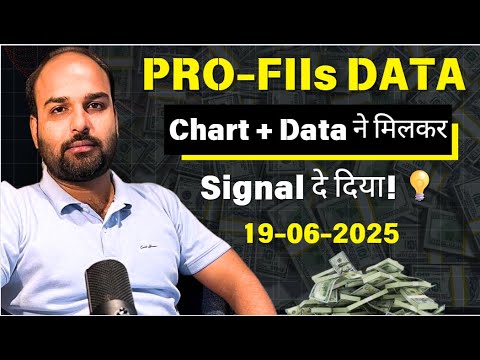 PRO-FIIs DATA
Chart + Data ने मिलकर
Signal दे दिया!
19-06-2025